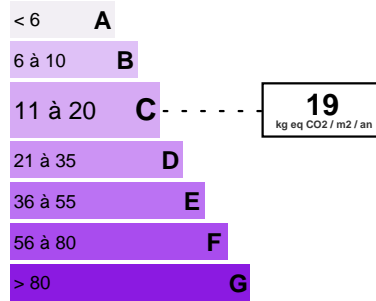 < 6 A
6 à 10 B
11 à 20 C 19
kg eq CO2 / m2 / an
21 à 35 D
36 à 55 E
56 à 80 F
> 80 G